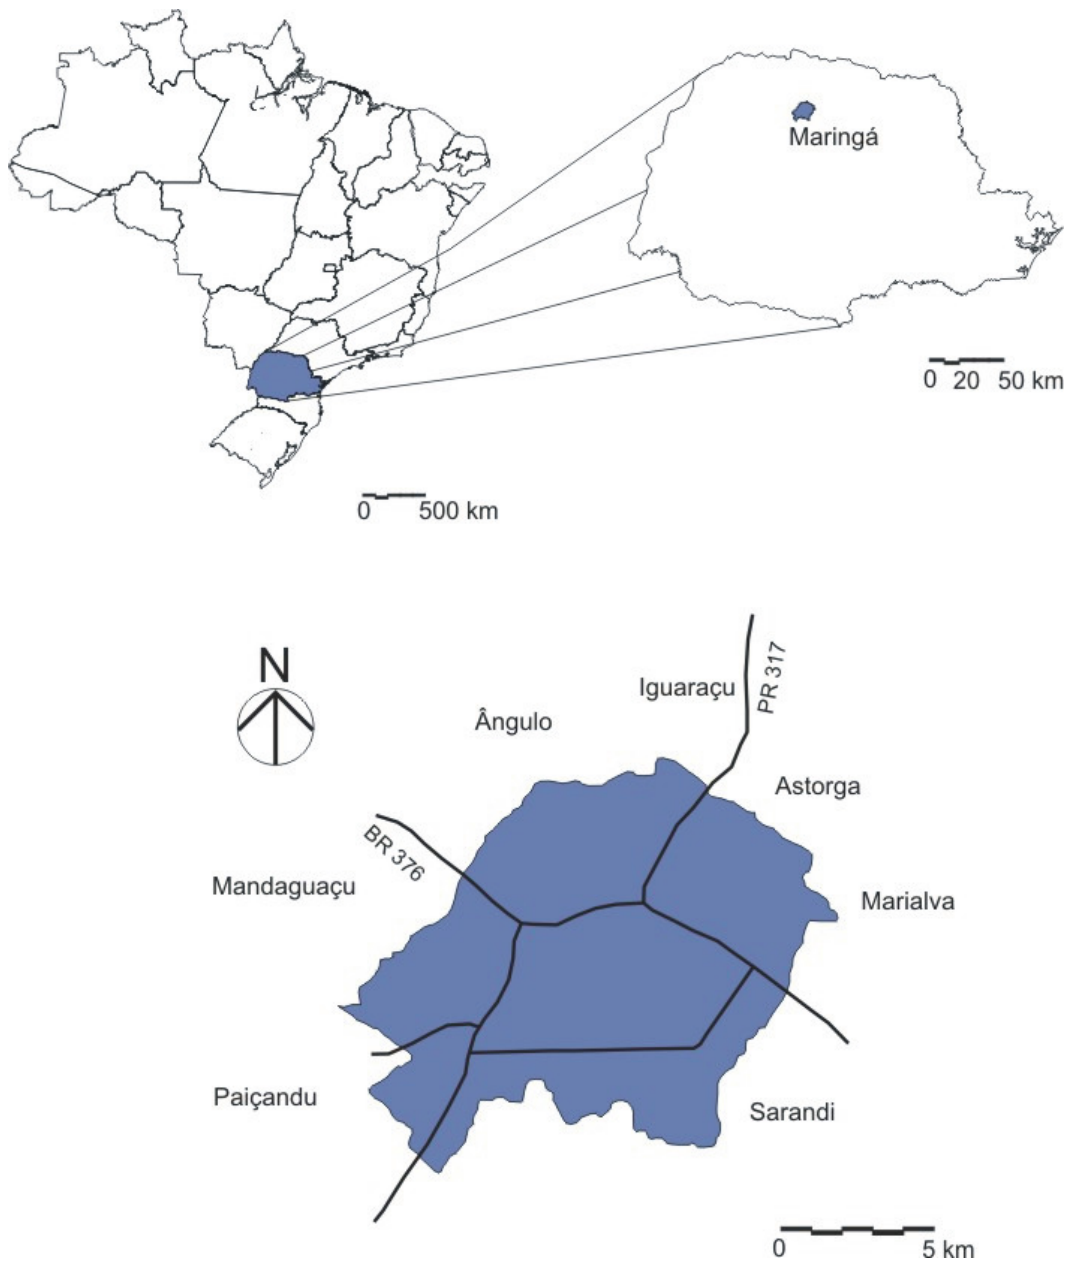 Maringá
0 20 50 km
0 500 km
N
Iguaraçu
PR 317
Ângulo
Astorga
BR 376
Mandaguaçu
Marialva
Paiçandu
Sarandi
0 5 km